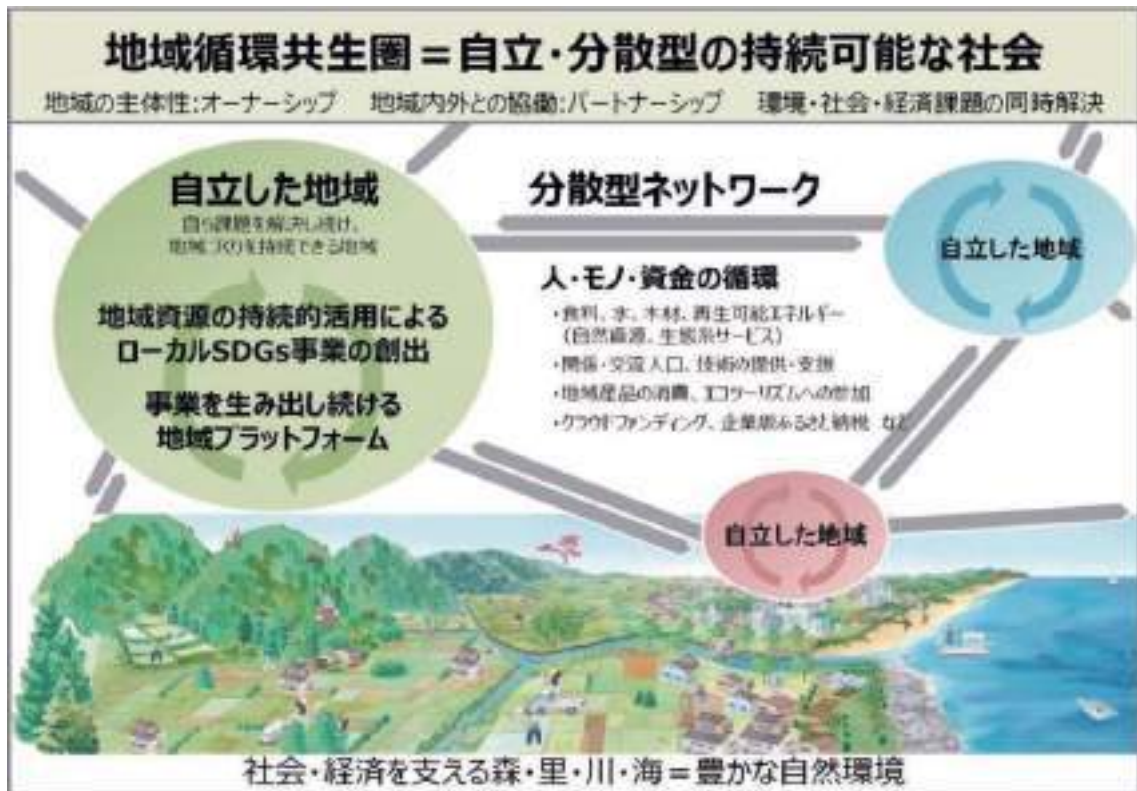 地域循環共生圏＝自立・分散型の持続可能な社会
地域の主体性:オーナーシップ　地域内外との協働:パートナーシップ　環境・社会・経済課題の同時解決
自立した地域
自ら課題を解決し続け、
地域づくりを持続できる地域
地域資源の持続的活用による
ローカルSDGs事業の創出
事業を生み出し続ける
地域プラットフォーム
分散型ネットワーク
人・モノ・資金の循環
・食料、水、木材、再生可能エネルギー
（自然資源、生態系サービス）
・関係・交流人口、技術の提供・支援
・地域産品の消費、エコツーリズムへの参加
・クラウドファンディング、企業版ふるさと納税 など
自立した地域
自立した地域
社会・経済を支える森・里・川・海＝豊かな自然環境